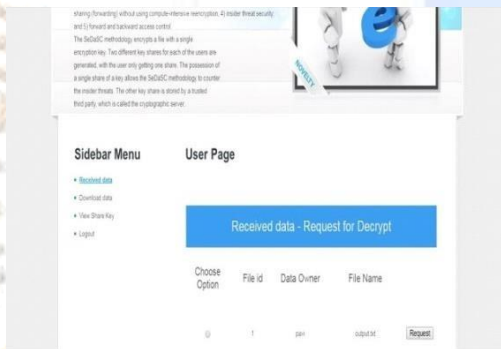 sharing (forwarding) without using compute-intensive reencryption, 4) insider threat security,
and 5) forward and backward access control.
The SeDaSC methodology encrypts a file with a single
encryption key. Two different key shares for each of the users are
generated, with the user only getting one share. The possession of
a single share of a key allows the SeDaSC methodology to counter
the insider threats. The other key share is stored by a trusted
third party, which is called the cryptographic server.
NOVELTY
Sidebar Menu
Received data
Download data
View Share Key
Logout
User Page
Received data - Request for Decrypt
Choose Option File id Data Owner File Name
1 output.txt Request